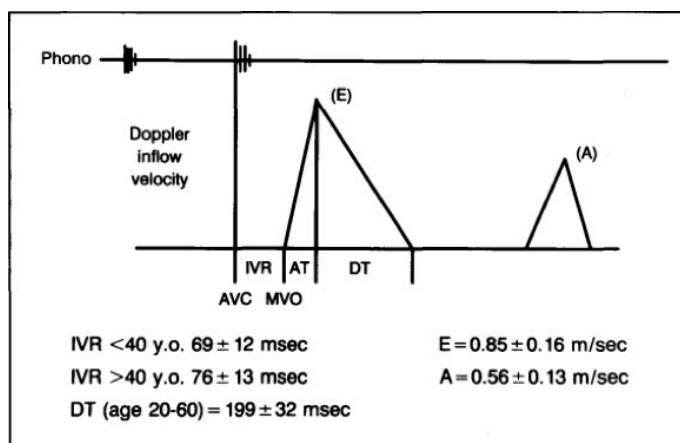 Phono
(E)
Doppler
inflow
velocity
(A)
IVR AT DT
AVC MVO
IVR <40 y.o. 69 ± 12 msec
IVR >40 y.o. 76 ± 13 msec
DT (age 20-60) = 199 ± 32 msec
E = 0.85 ± 0.16 m/sec
A = 0.56 ± 0.13 m/sec